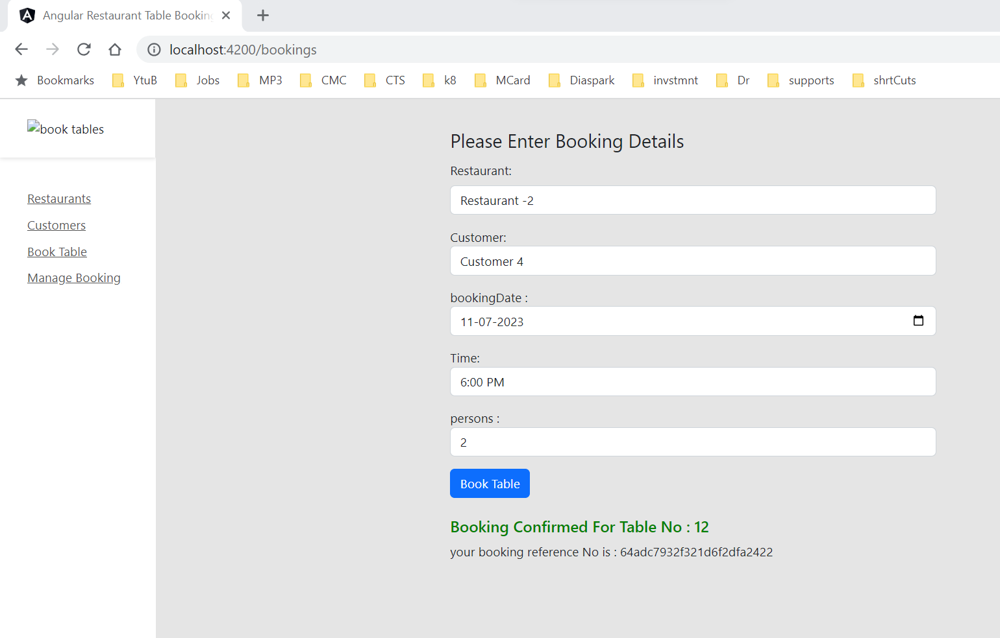 Angular Restaurant Table Booking
localhost:4200/bookings
Bookmarks YtuB Jobs MP3 CMC CTS k8 MCard Diaspark invstmnt Dr supports shrtCuts
book tables
Restaurants
Customers
Book Table
Manage Booking
Please Enter Booking Details
Restaurant:
Restaurant -2
Customer:
Customer 4
bookingDate :
11-07-2023
Time:
6:00 PM
persons :
2
Book Table
Booking Confirmed For Table No : 12
your booking reference No is : 64adc7932f321d6f2dfa2422